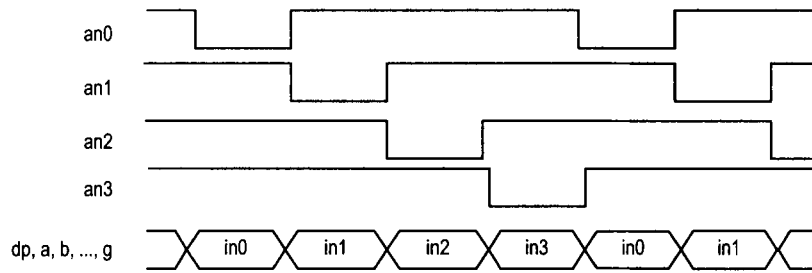 an0
an1
an2
an3
dp, a, b, ..., g in0 in1 in2 in3 in0 in1